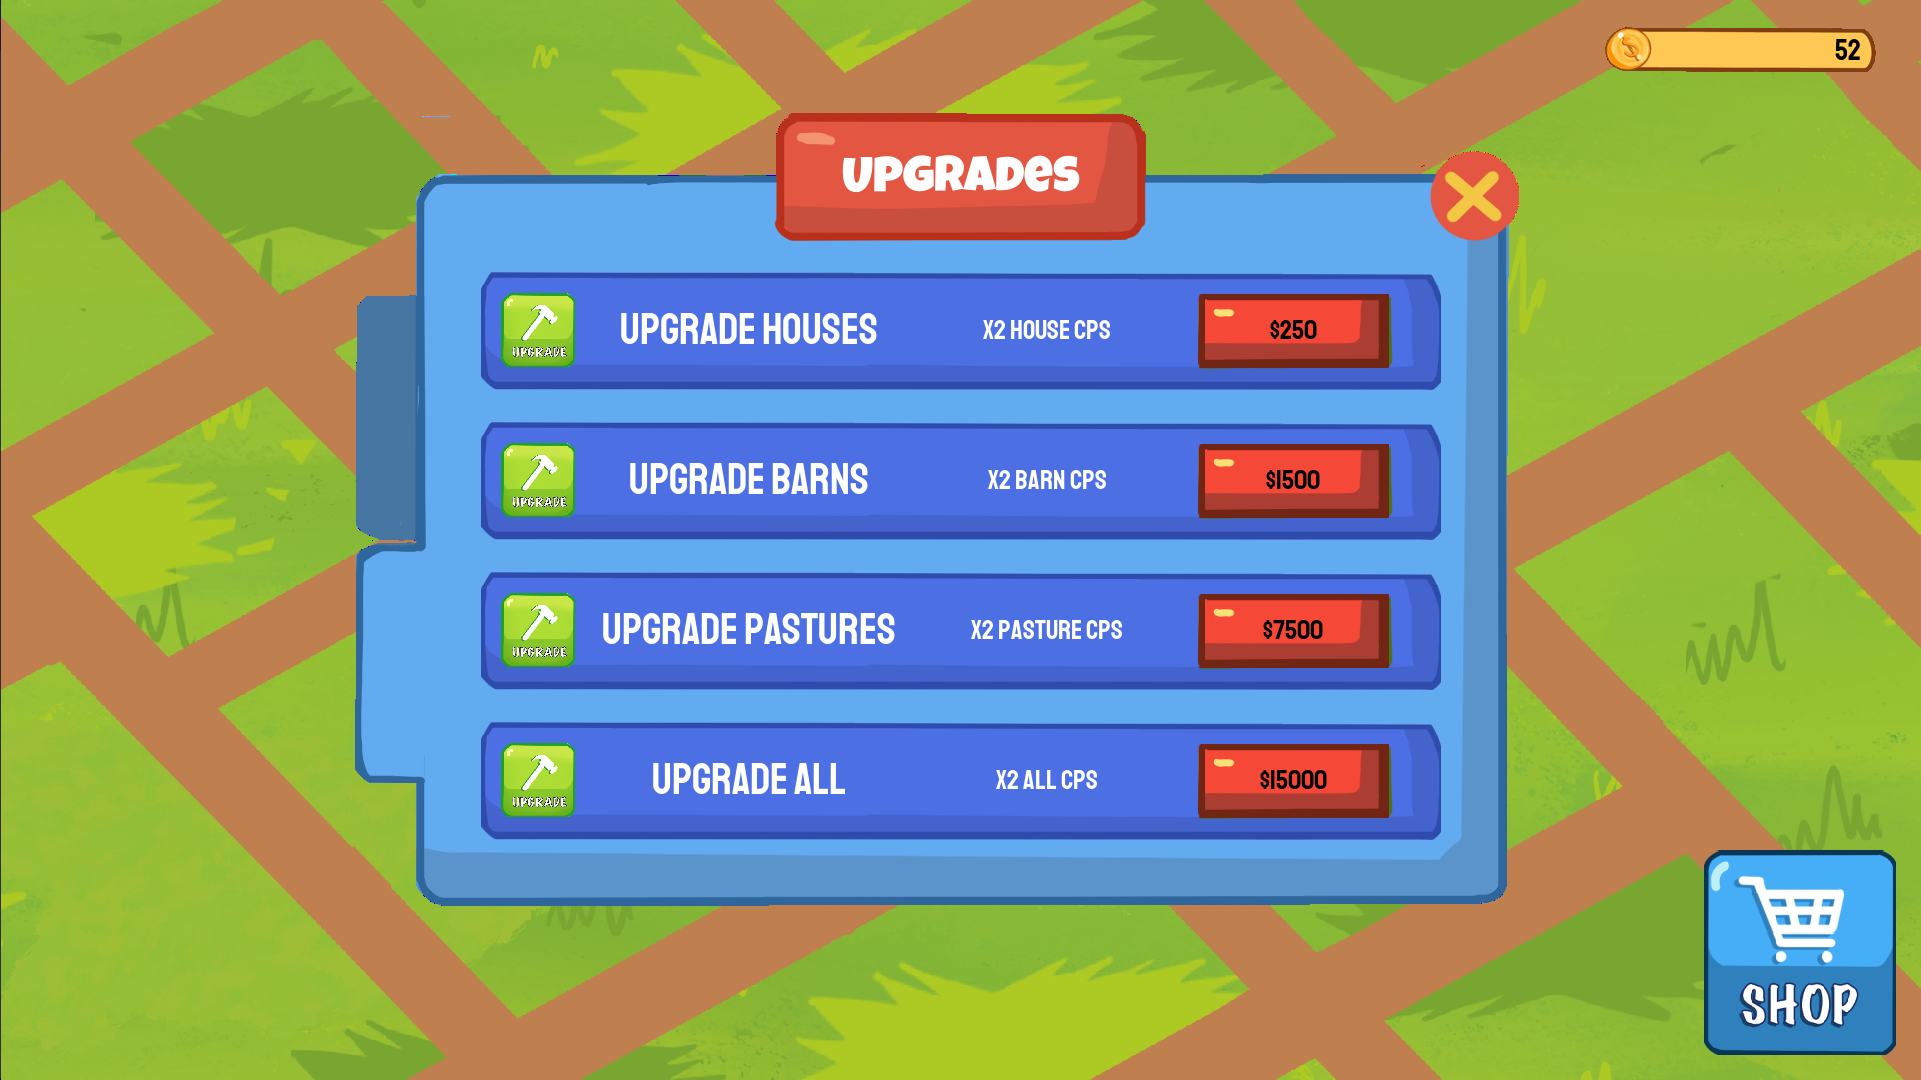 52
UPGRADES
UPGRADE
UPGRADE HOUSES
X2 HOUSE CPS
$250
UPGRADE
UPGRADE BARNS
X2 BARN CPS
$1500
UPGRADE
UPGRADE PASTURES
X2 PASTURE CPS
$7500
UPGRADE
UPGRADE ALL
X2 ALL CPS
$15000
SHOP